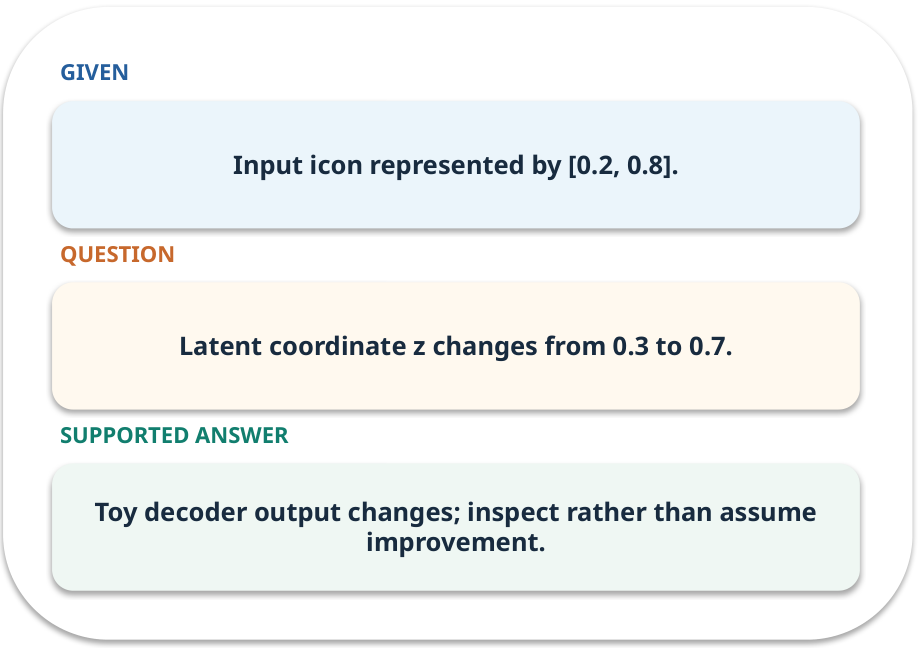 GIVEN
Input icon represented by [0.2, 0.8].
QUESTION
Latent coordinate z changes from 0.3 to 0.7.
SUPPORTED ANSWER
Toy decoder output changes; inspect rather than assume
improvement.